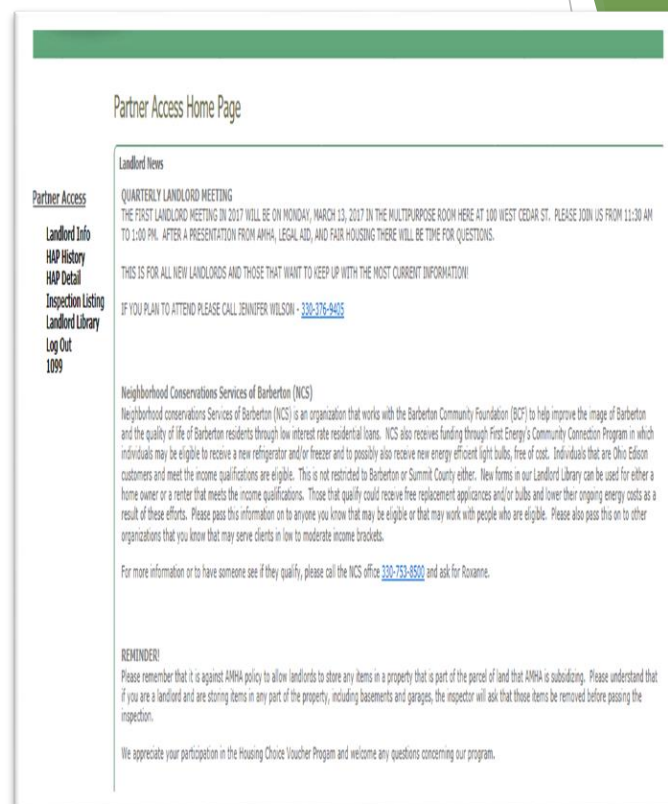 Partner Access Home Page
Partner Access
Landlord Info
HAP History
HAP Detail
Inspection Listing
Landlord Library
Log Out
1099
Landlord News
QUARTERLY LANDLORD MEETING
THE FIRST LANDLORD MEETING IN 2017 WILL BE ON MONDAY, MARCH 13, 2017 IN THE MULTIPURPOSE ROOM HERE AT 100 WEST CEDAR ST. PLEASE JOIN US FROM 11:30 AM
TO 1:00 PM. AFTER A PRESENTATION FROM AMHA, LEGAL AID, AND FAIR HOUSING THERE WILL BE TIME FOR QUESTIONS.
THIS IS FOR ALL NEW LANDLORDS AND THOSE THAT WANT TO KEEP UP WITH THE MOST CURRENT INFORMATION!
IF YOU PLAN TO ATTEND PLEASE CALL JENNIFER WILSON - 330-376-9405
Neighborhood Conservations Services of Barberton (NCS)
Neighborhood conservations Services of Barberton (NCS) is an organization that works with the Barberton Community Foundation (BCF) to help improve the image of Barberton
and the quality of life of Barberton residents through low interest rate residential loans. NCS also receives funding through First Energy's Community Connection Program in which
individuals may be eligible to receive a new refrigerator and/or freezer and to possibly also receive new energy efficient light bulbs, free of cost. Individuals that are Ohio Edison
customers and meet the income qualifications are eligible. This is not restricted to Barberton or Summit County either. New forms in our Landlord Library can be used for either a
home owner or a renter that meets the income qualifications. Those that qualify could receive free replacement applicances and/or bulbs and lower their ongoing energy costs as a
result of these efforts. Please pass this information on to anyone you know that may be eligible or that may work with people who are eligible. Please also pass this on to other
organizations that you know that may serve clients in low to moderate income brackets.
For more information or to have someone see if they qualify, please call the NCS office 330-753-8500 and ask for Roxanne.
REMINDER!
Please remember that it is against AMHA policy to allow landlords to store any items in a property that is part of the parcel of land that AMHA is subsidizing. Please understand that
if you are a landlord and are storing items in any part of the property, including basements and garages, the inspector will ask that those items be removed before passing the
inspection.
We appreciate your participation in the Housing Choice Voucher Progam and welcome any questions concerning our program.